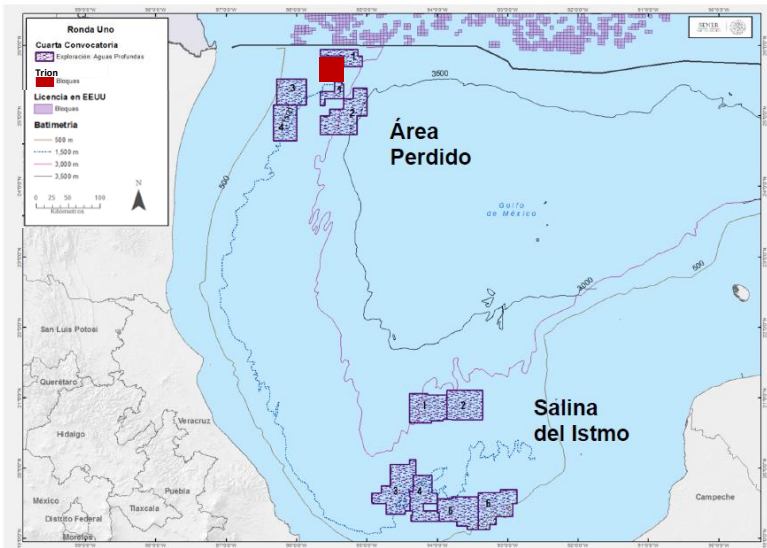 Ronda Uno
Cuarta Convocatoria
Exploración Aguas Profundas
Trion
Bloques
Licencia en EEUU
Bloques
Batimetría
500 m
1,500 m
3,000 m
3,500 m
0 25 50 100
Kilómetros
N
SENER
3500
3
4
1
2
Área
Perdido
500
Golfo
de México
3000
500
San Luis Potosí
Querétaro
Hidalgo
Veracruz
México
Distrito Federal
Tlaxcala
Puebla
Morelos
1
2
Salina
del Istmo
3
4
5
6
Campeche